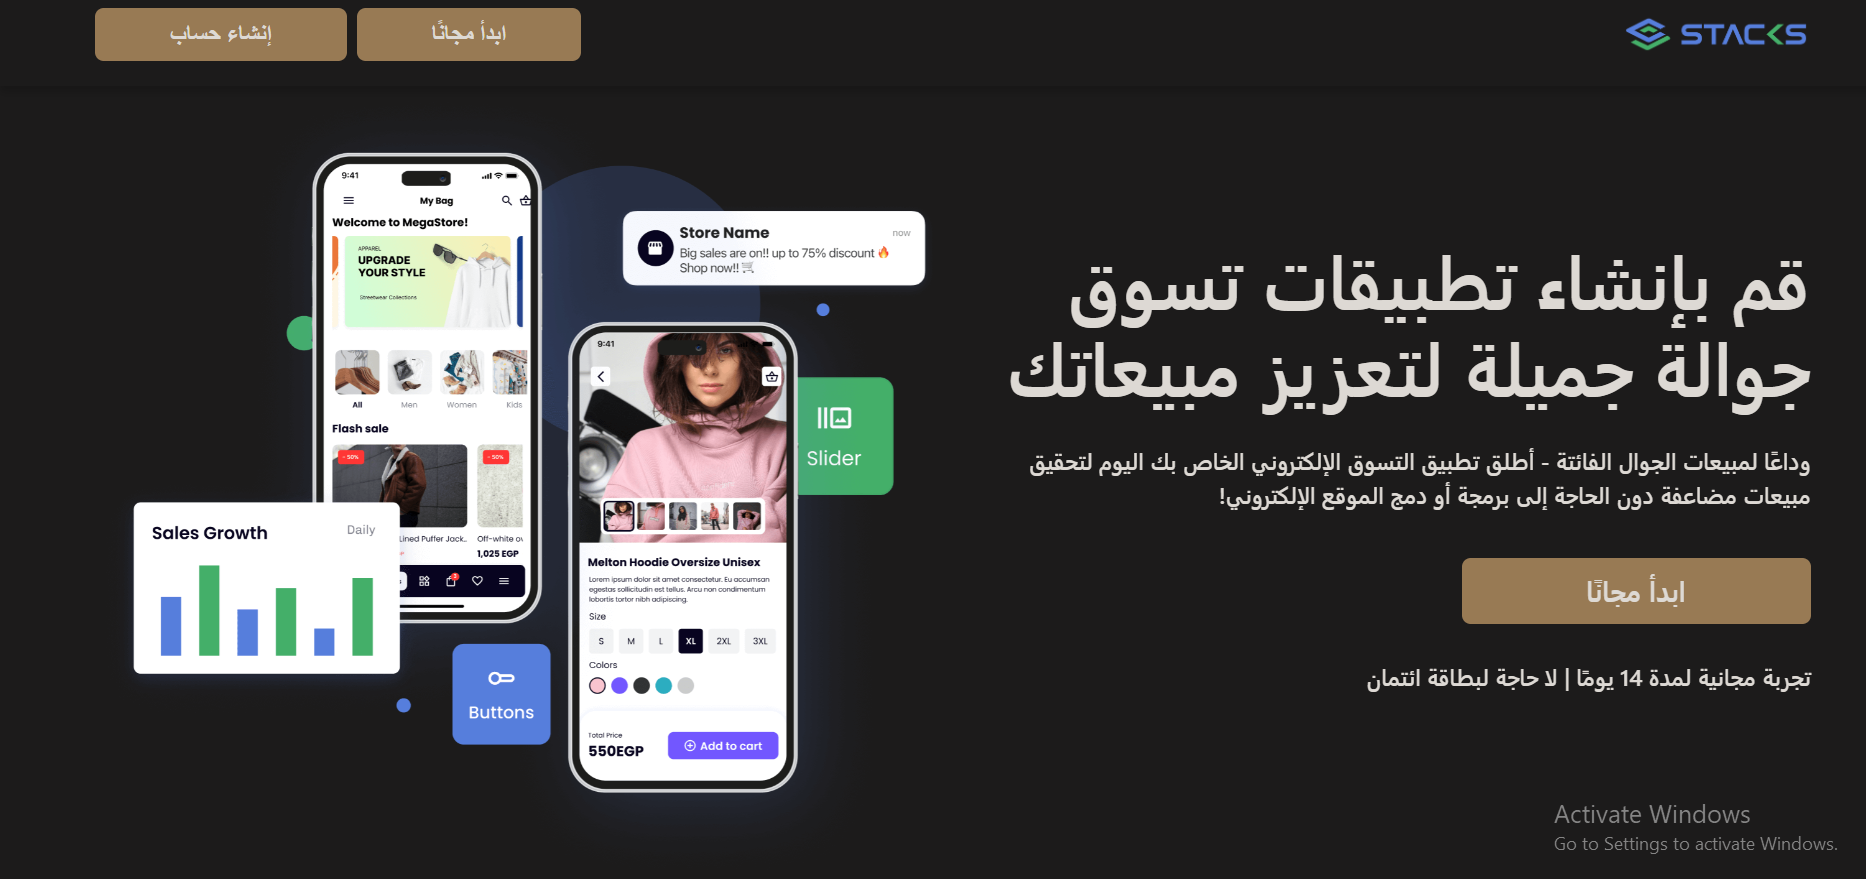 STACKS
ابدأ مجانًا
إنشاء حساب
قم بإنشاء تطبيقات تسوق
جوالة جميلة لتعزيز مبيعاتك
وداعًا لمبيعات الجوال الفائتة - أطلق تطبيق التسوق الإلكتروني الخاص بك اليوم لتحقيق
مبيعات مضاعفة دون الحاجة إلى برمجة أو دمج الموقع الإلكتروني!
ابدأ مجانًا
تجربة مجانية لمدة 14 يومًا | لا حاجة لبطاقة ائتمان
9:41
My Bag
Welcome to MegaStore!
APPAREL
UPGRADE
YOUR STYLE
Streetwear Collections
All Men Women Kids
Flash sale
- 50% - 50%
Lined Puffer Jack.. Off-white ov
1,025 EGP
Sales Growth Daily
Store Name now
Big sales are on!! up to 75% discount 🔥
Shop now!! 🛒
9:41
Slider
Buttons
Melton Hoodie Oversize Unisex
Lorem ipsum dolor sit amet consectetur. Eu accumsan
egestas sollicitudin est tellus. Arcu non condimentum
lobortis tortor nibh adipiscing.
Size
S M L XL 2XL 3XL
Colors
Total Price
550EGP
Add to cart
Activate Windows
Go to Settings to activate Windows.